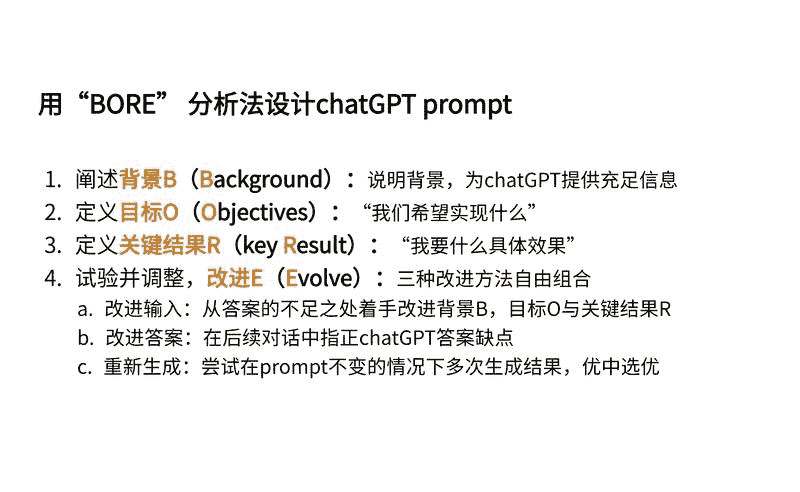 用“BORE” 分析法设计chatGPT prompt
1. 阐述背景B（Background）：说明背景，为chatGPT提供充足信息
2. 定义目标O（Objectives）：“我们希望实现什么”
3. 定义关键结果R（key Result）：“我要什么具体效果”
4. 试验并调整，改进E（Evolve）：三种改进方法自由组合
a. 改进输入：从答案的不足之处着手改进背景B，目标O与关键结果R
b. 改进答案：在后续对话中指正chatGPT答案缺点
c. 重新生成：尝试在prompt不变的情况下多次生成结果，优中选优